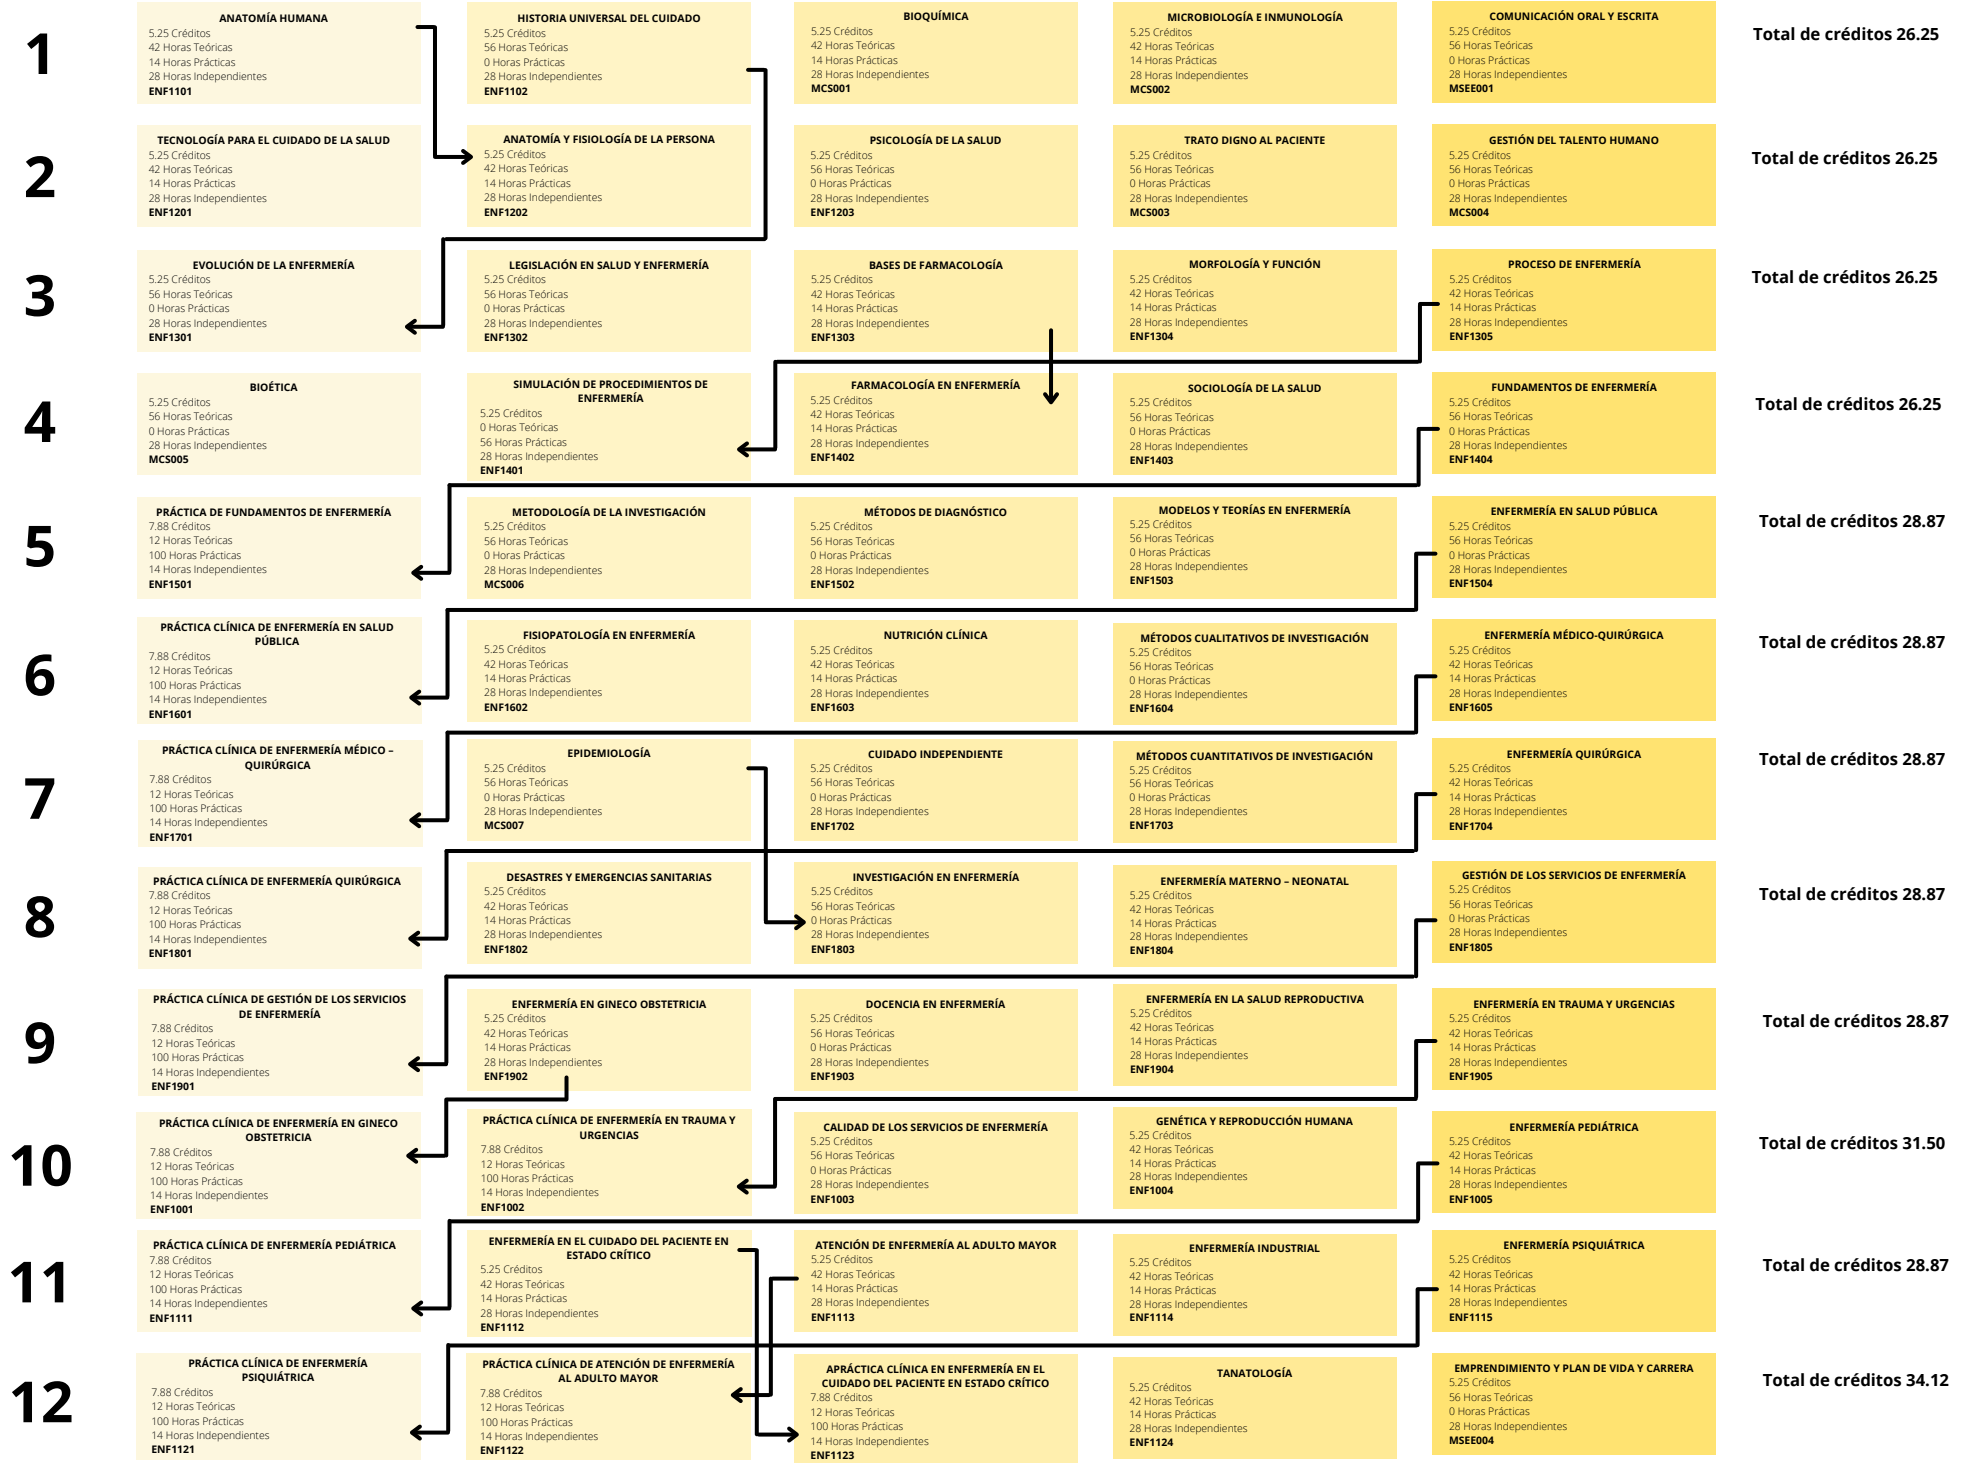 1
ANATOMÍA HUMANA
5.25 Créditos
42 Horas Teóricas
14 Horas Prácticas
28 Horas Independientes
ENF1101
HISTORIA UNIVERSAL DEL CUIDADO
5.25 Créditos
56 Horas Teóricas
0 Horas Prácticas
28 Horas Independientes
ENF1102
BIOQUÍMICA
5.25 Créditos
42 Horas Teóricas
14 Horas Prácticas
28 Horas Independientes
MCS001
MICROBIOLOGÍA E INMUNOLOGÍA
5.25 Créditos
42 Horas Teóricas
14 Horas Prácticas
28 Horas Independientes
MCS002
COMUNICACIÓN ORAL Y ESCRITA
5.25 Créditos
56 Horas Teóricas
0 Horas Prácticas
28 Horas Independientes
MSEE001
Total de créditos 26.25
2
TECNOLOGÍA PARA EL CUIDADO DE LA SALUD
5.25 Créditos
42 Horas Teóricas
14 Horas Prácticas
28 Horas Independientes
ENF1201
ANATOMÍA Y FISIOLOGÍA DE LA PERSONA
5.25 Créditos
42 Horas Teóricas
14 Horas Prácticas
28 Horas Independientes
ENF1202
PSICOLOGÍA DE LA SALUD
5.25 Créditos
56 Horas Teóricas
0 Horas Prácticas
28 Horas Independientes
ENF1203
TRATO DIGNO AL PACIENTE
5.25 Créditos
56 Horas Teóricas
0 Horas Prácticas
28 Horas Independientes
MCS003
GESTIÓN DEL TALENTO HUMANO
5.25 Créditos
56 Horas Teóricas
0 Horas Prácticas
28 Horas Independientes
MCS004
Total de créditos 26.25
3
EVOLUCIÓN DE LA ENFERMERÍA
5.25 Créditos
56 Horas Teóricas
0 Horas Prácticas
28 Horas Independientes
ENF1301
LEGISLACIÓN EN SALUD Y ENFERMERÍA
5.25 Créditos
56 Horas Teóricas
0 Horas Prácticas
28 Horas Independientes
ENF1302
BASES DE FARMACOLOGÍA
5.25 Créditos
42 Horas Teóricas
14 Horas Prácticas
28 Horas Independientes
ENF1303
MORFOLOGÍA Y FUNCIÓN
5.25 Créditos
42 Horas Teóricas
14 Horas Prácticas
28 Horas Independientes
ENF1304
PROCESO DE ENFERMERÍA
5.25 Créditos
42 Horas Teóricas
14 Horas Prácticas
28 Horas Independientes
ENF1305
Total de créditos 26.25
4
BIOÉTICA
5.25 Créditos
56 Horas Teóricas
0 Horas Prácticas
28 Horas Independientes
MCS005
SIMULACIÓN DE PROCEDIMIENTOS DE
ENFERMERÍA
5.25 Créditos
0 Horas Teóricas
56 Horas Prácticas
28 Horas Independientes
ENF1401
FARMACOLOGÍA EN ENFERMERÍA
5.25 Créditos
42 Horas Teóricas
14 Horas Prácticas
28 Horas Independientes
ENF1402
SOCIOLOGÍA DE LA SALUD
5.25 Créditos
56 Horas Teóricas
0 Horas Prácticas
28 Horas Independientes
ENF1403
FUNDAMENTOS DE ENFERMERÍA
5.25 Créditos
56 Horas Teóricas
0 Horas Prácticas
28 Horas Independientes
ENF1404
Total de créditos 26.25
5
PRÁCTICA DE FUNDAMENTOS DE ENFERMERÍA
7.88 Créditos
12 Horas Teóricas
100 Horas Prácticas
14 Horas Independientes
ENF1501
METODOLOGÍA DE LA INVESTIGACIÓN
5.25 Créditos
56 Horas Teóricas
0 Horas Prácticas
28 Horas Independientes
MCS006
MÉTODOS DE DIAGNÓSTICO
5.25 Créditos
56 Horas Teóricas
0 Horas Prácticas
28 Horas Independientes
ENF1502
MODELOS Y TEORÍAS EN ENFERMERÍA
5.25 Créditos
56 Horas Teóricas
0 Horas Prácticas
28 Horas Independientes
ENF1503
ENFERMERÍA EN SALUD PÚBLICA
5.25 Créditos
56 Horas Teóricas
0 Horas Prácticas
28 Horas Independientes
ENF1504
Total de créditos 28.87
6
PRÁCTICA CLÍNICA DE ENFERMERÍA EN SALUD
PÚBLICA
7.88 Créditos
12 Horas Teóricas
100 Horas Prácticas
14 Horas Independientes
ENF1601
FISIOPATOLOGÍA EN ENFERMERÍA
5.25 Créditos
42 Horas Teóricas
14 Horas Prácticas
28 Horas Independientes
ENF1602
NUTRICIÓN CLÍNICA
5.25 Créditos
42 Horas Teóricas
14 Horas Prácticas
28 Horas Independientes
ENF1603
MÉTODOS CUALITATIVOS DE INVESTIGACIÓN
5.25 Créditos
56 Horas Teóricas
0 Horas Prácticas
28 Horas Independientes
ENF1604
ENFERMERÍA MÉDICO-QUIRÚRGICA
5.25 Créditos
42 Horas Teóricas
14 Horas Prácticas
28 Horas Independientes
ENF1605
Total de créditos 28.87
7
PRÁCTICA CLÍNICA DE ENFERMERÍA MÉDICO –
QUIRÚRGICA
7.88 Créditos
12 Horas Teóricas
100 Horas Prácticas
14 Horas Independientes
ENF1701
EPIDEMIOLOGÍA
5.25 Créditos
56 Horas Teóricas
0 Horas Prácticas
28 Horas Independientes
MCS007
CUIDADO INDEPENDIENTE
5.25 Créditos
56 Horas Teóricas
0 Horas Prácticas
28 Horas Independientes
ENF1702
MÉTODOS CUANTITATIVOS DE INVESTIGACIÓN
5.25 Créditos
56 Horas Teóricas
0 Horas Prácticas
28 Horas Independientes
ENF1703
ENFERMERÍA QUIRÚRGICA
5.25 Créditos
42 Horas Teóricas
14 Horas Prácticas
28 Horas Independientes
ENF1704
Total de créditos 28.87
8
PRÁCTICA CLÍNICA DE ENFERMERÍA QUIRÚRGICA
7.88 Créditos
12 Horas Teóricas
100 Horas Prácticas
14 Horas Independientes
ENF1801
DESASTRES Y EMERGENCIAS SANITARIAS
5.25 Créditos
42 Horas Teóricas
14 Horas Prácticas
28 Horas Independientes
ENF1802
INVESTIGACIÓN EN ENFERMERÍA
5.25 Créditos
56 Horas Teóricas
0 Horas Prácticas
28 Horas Independientes
ENF1803
ENFERMERÍA MATERNO – NEONATAL
5.25 Créditos
42 Horas Teóricas
14 Horas Prácticas
28 Horas Independientes
ENF1804
GESTIÓN DE LOS SERVICIOS DE ENFERMERÍA
5.25 Créditos
56 Horas Teóricas
0 Horas Prácticas
28 Horas Independientes
ENF1805
Total de créditos 28.87
9
PRÁCTICA CLÍNICA DE GESTIÓN DE LOS SERVICIOS
DE ENFERMERÍA
7.88 Créditos
12 Horas Teóricas
100 Horas Prácticas
14 Horas Independientes
ENF1901
ENFERMERÍA EN GINECO OBSTETRICIA
5.25 Créditos
42 Horas Teóricas
14 Horas Prácticas
28 Horas Independientes
ENF1902
DOCENCIA EN ENFERMERÍA
5.25 Créditos
56 Horas Teóricas
0 Horas Prácticas
28 Horas Independientes
ENF1903
ENFERMERÍA EN LA SALUD REPRODUCTIVA
5.25 Créditos
42 Horas Teóricas
14 Horas Prácticas
28 Horas Independientes
ENF1904
ENFERMERÍA EN TRAUMA Y URGENCIAS
5.25 Créditos
42 Horas Teóricas
14 Horas Prácticas
28 Horas Independientes
ENF1905
Total de créditos 28.87
10
PRÁCTICA CLÍNICA DE ENFERMERÍA EN GINECO
OBSTETRICIA
7.88 Créditos
12 Horas Teóricas
100 Horas Prácticas
14 Horas Independientes
ENF1001
PRÁCTICA CLÍNICA DE ENFERMERÍA EN TRAUMA Y
URGENCIAS
7.88 Créditos
12 Horas Teóricas
100 Horas Prácticas
14 Horas Independientes
ENF1002
CALIDAD DE LOS SERVICIOS DE ENFERMERÍA
5.25 Créditos
56 Horas Teóricas
0 Horas Prácticas
28 Horas Independientes
ENF1003
GENÉTICA Y REPRODUCCIÓN HUMANA
5.25 Créditos
42 Horas Teóricas
14 Horas Prácticas
28 Horas Independientes
ENF1004
ENFERMERÍA PEDIÁTRICA
5.25 Créditos
42 Horas Teóricas
14 Horas Prácticas
28 Horas Independientes
ENF1005
Total de créditos 31.50
11
PRÁCTICA CLÍNICA DE ENFERMERÍA PEDIÁTRICA
7.88 Créditos
12 Horas Teóricas
100 Horas Prácticas
14 Horas Independientes
ENF1111
ENFERMERÍA EN EL CUIDADO DEL PACIENTE EN
ESTADO CRÍTICO
5.25 Créditos
42 Horas Teóricas
14 Horas Prácticas
28 Horas Independientes
ENF1112
ATENCIÓN DE ENFERMERÍA AL ADULTO MAYOR
5.25 Créditos
42 Horas Teóricas
14 Horas Prácticas
28 Horas Independientes
ENF1113
ENFERMERÍA INDUSTRIAL
5.25 Créditos
42 Horas Teóricas
14 Horas Prácticas
28 Horas Independientes
ENF1114
ENFERMERÍA PSIQUIÁTRICA
5.25 Créditos
42 Horas Teóricas
14 Horas Prácticas
28 Horas Independientes
ENF1115
Total de créditos 28.87
12
PRÁCTICA CLÍNICA DE ENFERMERÍA
PSIQUIÁTRICA
7.88 Créditos
12 Horas Teóricas
100 Horas Prácticas
14 Horas Independientes
ENF1121
PRÁCTICA CLÍNICA DE ATENCIÓN DE ENFERMERÍA
AL ADULTO MAYOR
7.88 Créditos
12 Horas Teóricas
100 Horas Prácticas
14 Horas Independientes
ENF1122
APRÁCTICA CLÍNICA EN ENFERMERÍA EN EL
CUIDADO DEL PACIENTE EN ESTADO CRÍTICO
7.88 Créditos
12 Horas Teóricas
100 Horas Prácticas
14 Horas Independientes
ENF1123
TANATOLOGÍA
5.25 Créditos
42 Horas Teóricas
14 Horas Prácticas
28 Horas Independientes
ENF1124
EMPRENDIMIENTO Y PLAN DE VIDA Y CARRERA
5.25 Créditos
56 Horas Teóricas
0 Horas Prácticas
28 Horas Independientes
MSEE004
Total de créditos 34.12